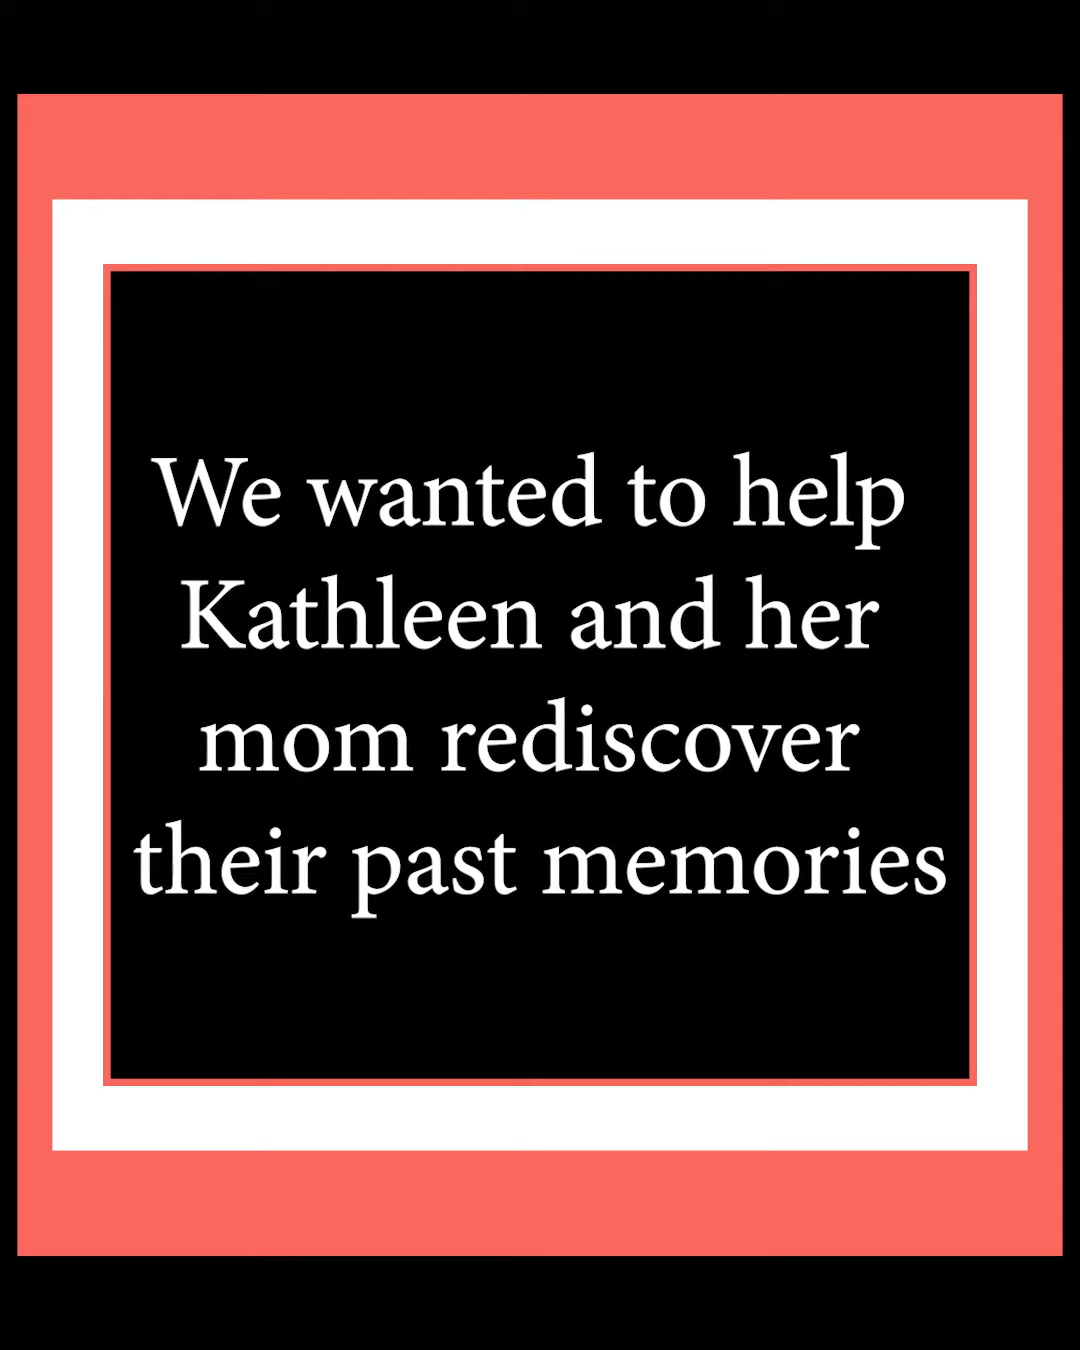 We wanted to help
Kathleen and her
mom rediscover
their past memories